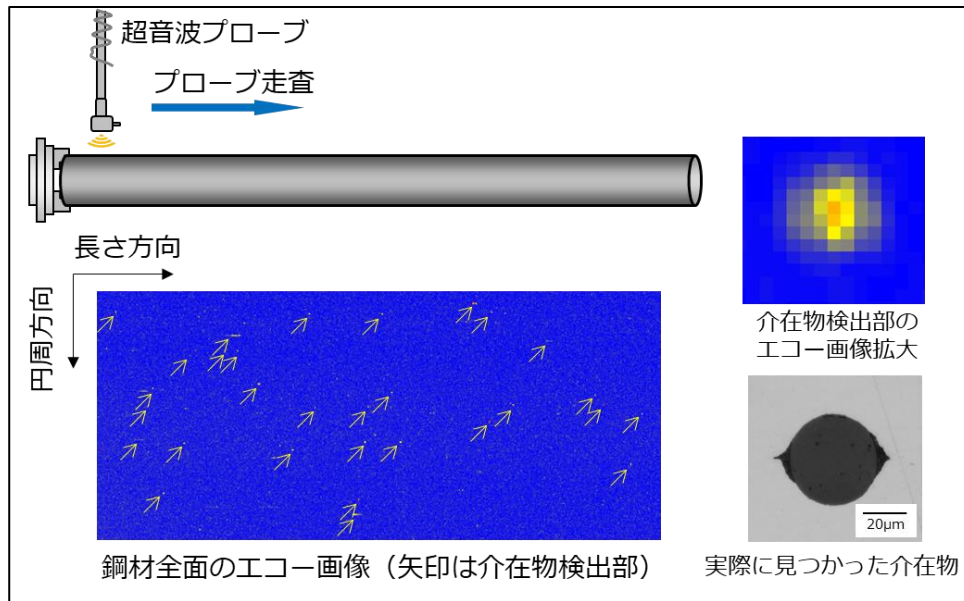 超音波プローブ
プローブ走査
長さ方向
円周方向
介在物検出部の
エコー画像拡大
20μm
鋼材全面のエコー画像（矢印は介在物検出部）
実際に見つかった介在物